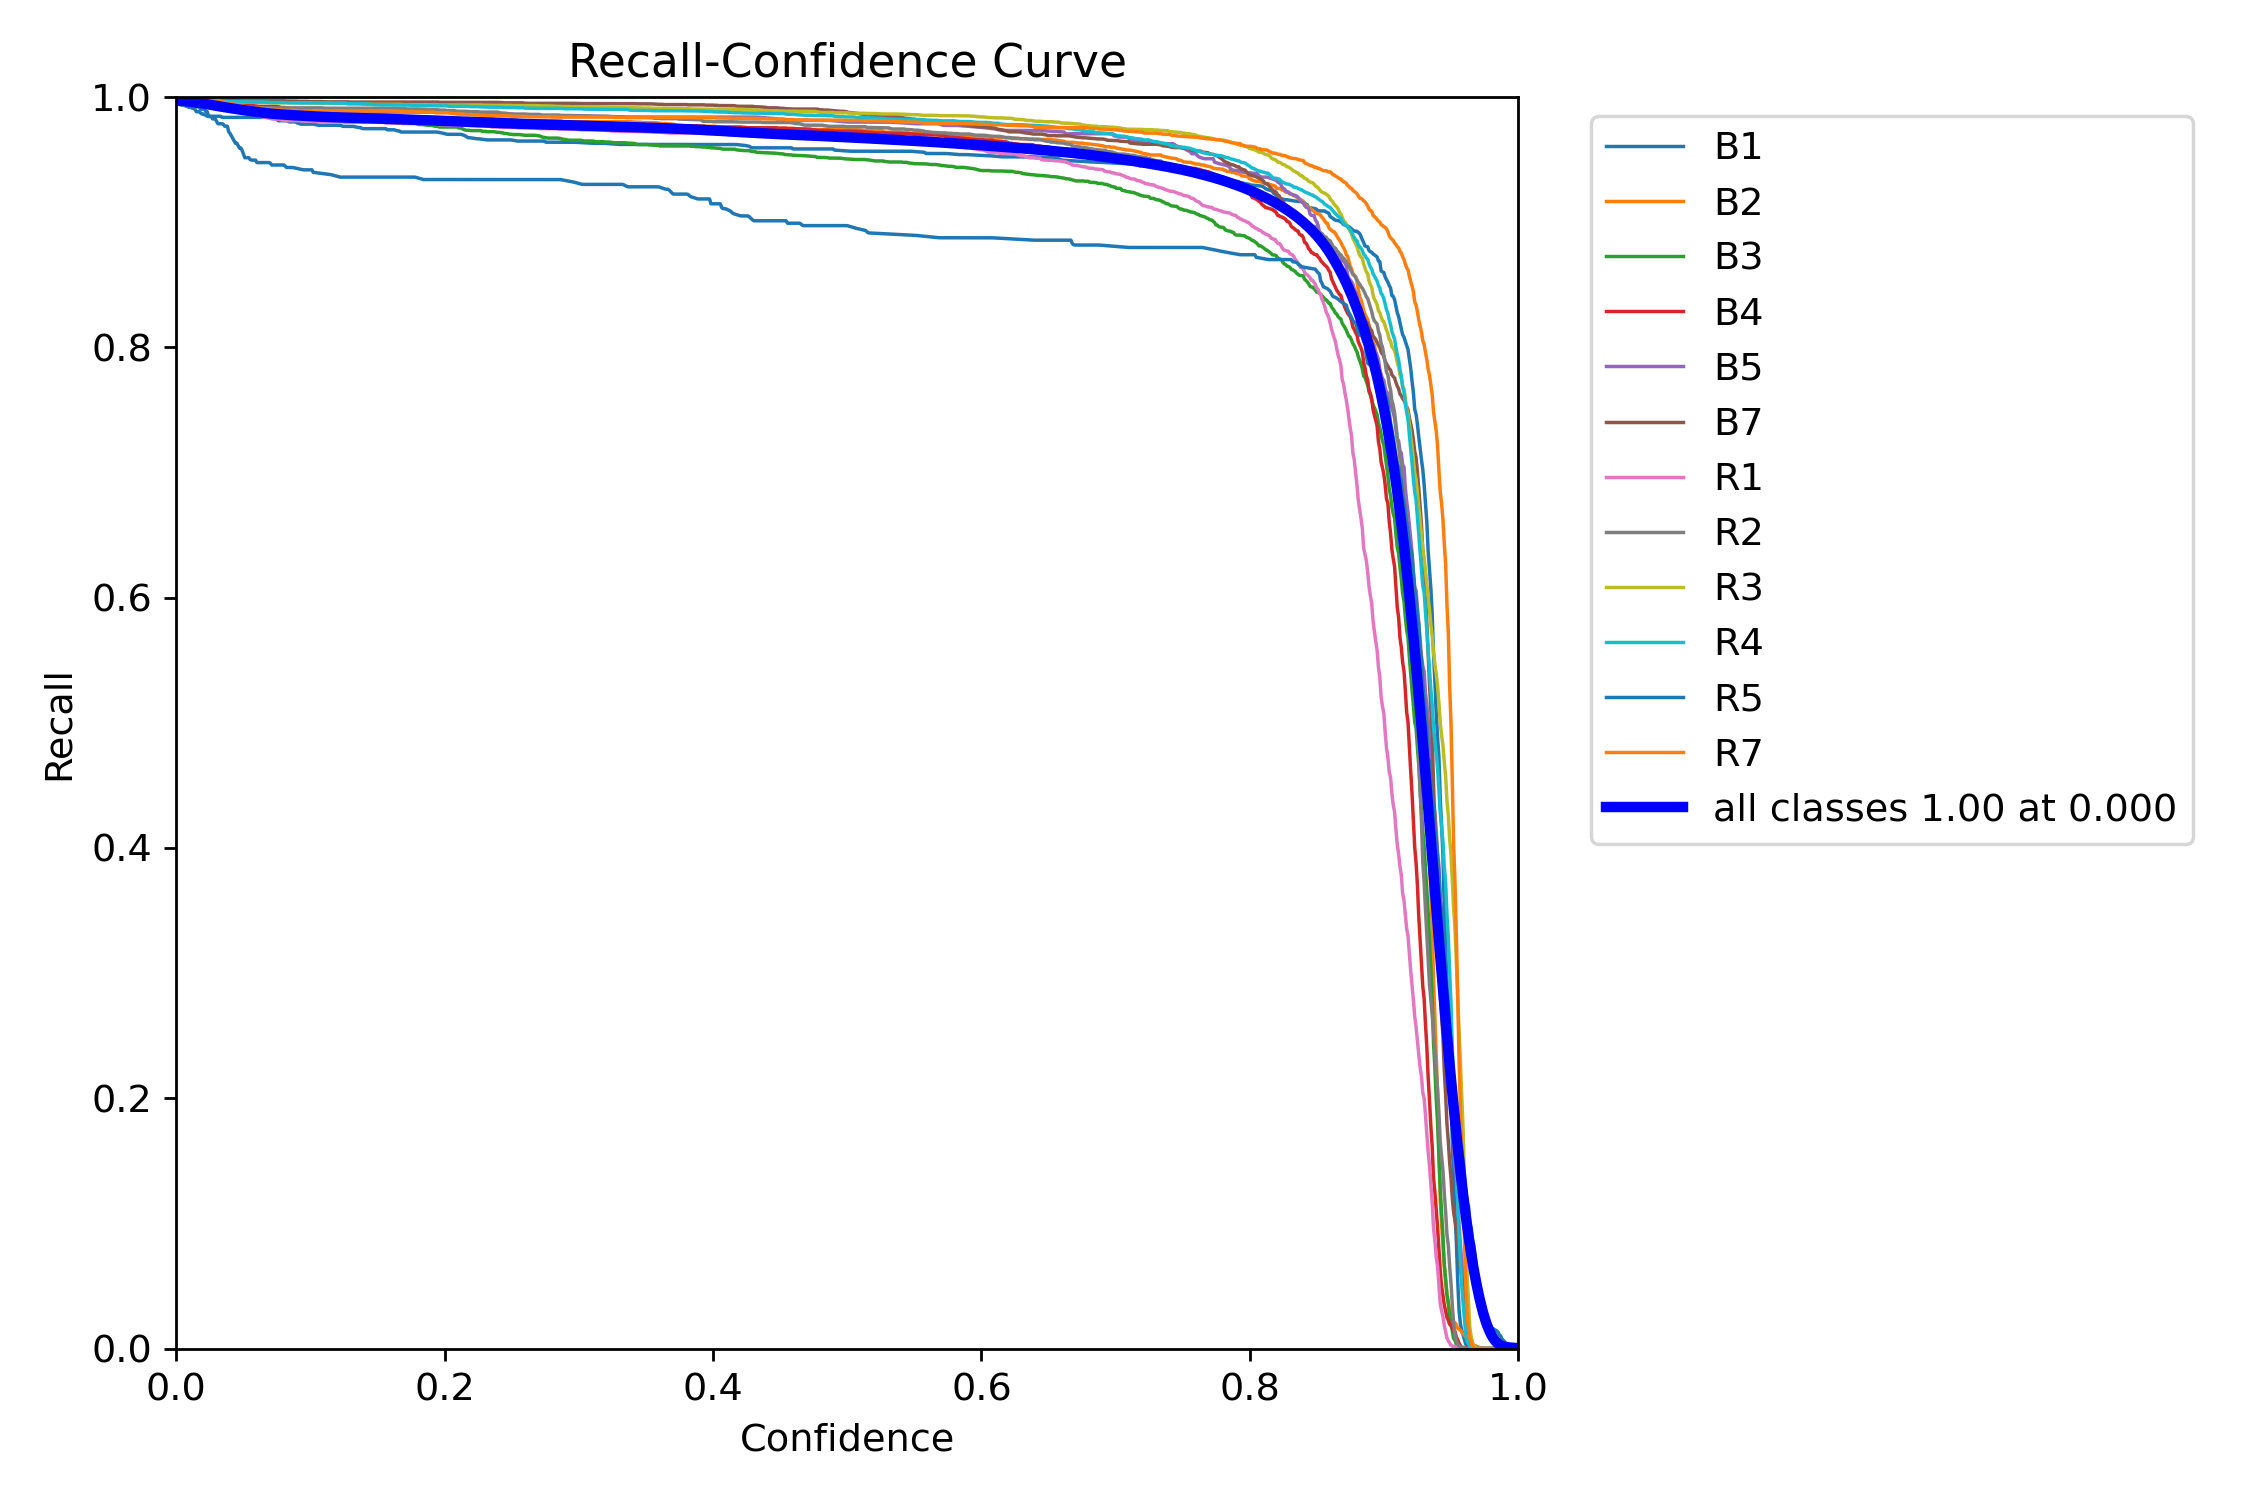 Recall-Confidence Curve
1.0
0.8
0.6
0.4
0.2
0.0
Recall
0.0 0.2 0.4 0.6 0.8 1.0
Confidence
B1
B2
B3
B4
B5
B7
R1
R2
R3
R4
R5
R7
all classes 1.00 at 0.000